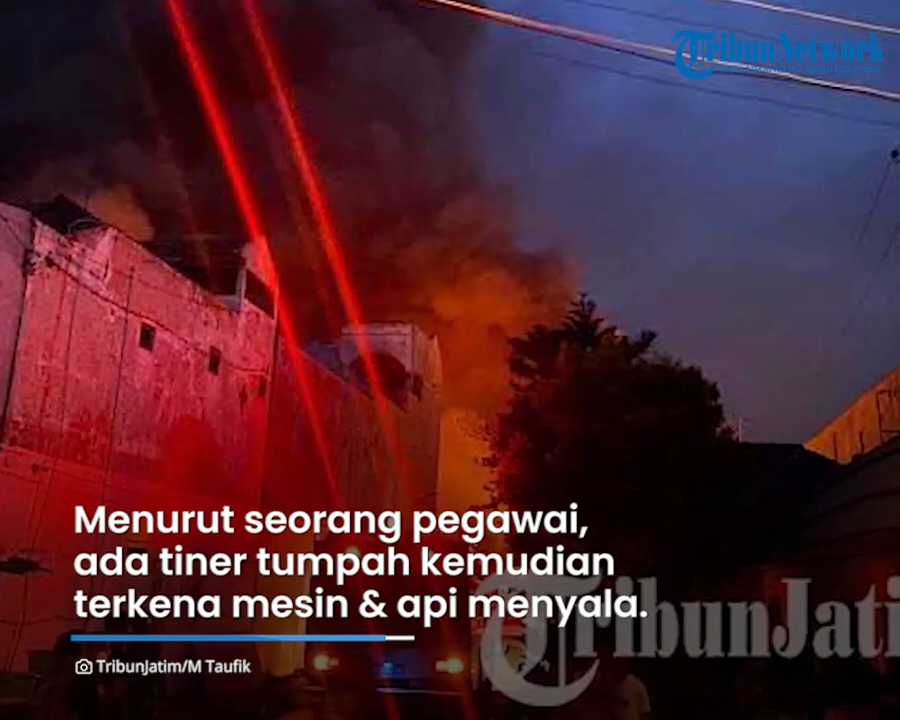 TribunNetwork
Menurut seorang pegawai,
ada tiner tumpah kemudian
terkena mesin & api menyala.
TribunJati
TribunJatim/M Taufik